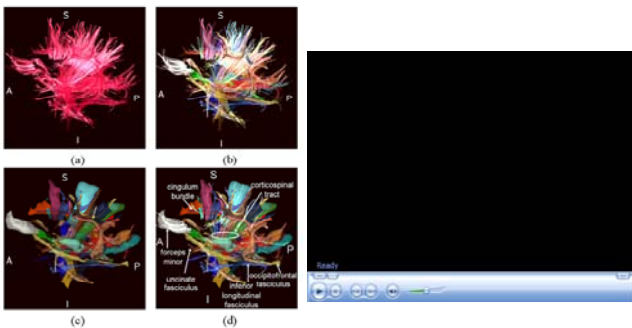 S
A
P
I
(a)
S
A
P
I
(b)
S
A
P
I
(c)
S
cingulum
bundle
corticospinal
tract
A
P
forceps
minor
uncinate
fasciculus
I
inferior
longitudinal
fasciculus
occipitofrontal
fasciculus
(d)
Ready